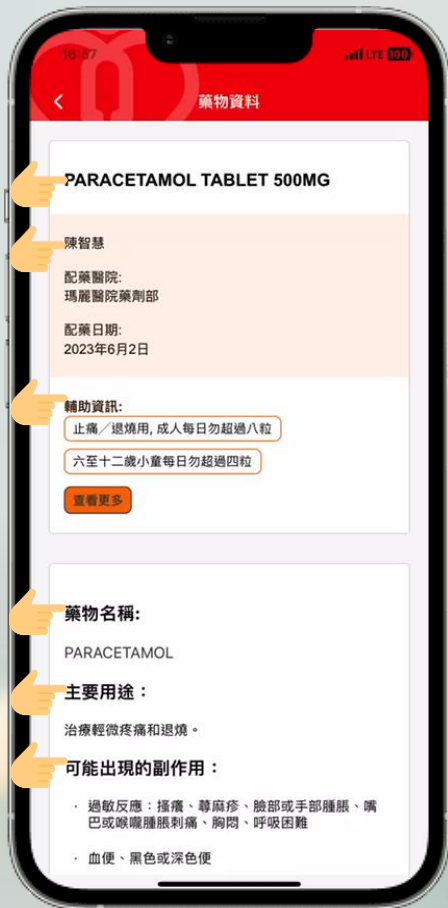 16:57
LTE 100
藥物資料
PARACETAMOL TABLET 500MG
陳智慧
配藥醫院:
瑪麗醫院藥劑部
配藥日期:
2023年6月2日
輔助資訊:
止痛／退燒用, 成人每日勿超過八粒
六至十二歲小童每日勿超過四粒
查看更多
藥物名稱:
PARACETAMOL
主要用途：
治療輕微疼痛和退燒。
可能出現的副作用：
· 過敏反應：搔癢、蕁麻疹、臉部或手部腫脹、嘴
巴或喉嚨腫脹刺痛、胸悶、呼吸困難
· 血便、黑色或深色便